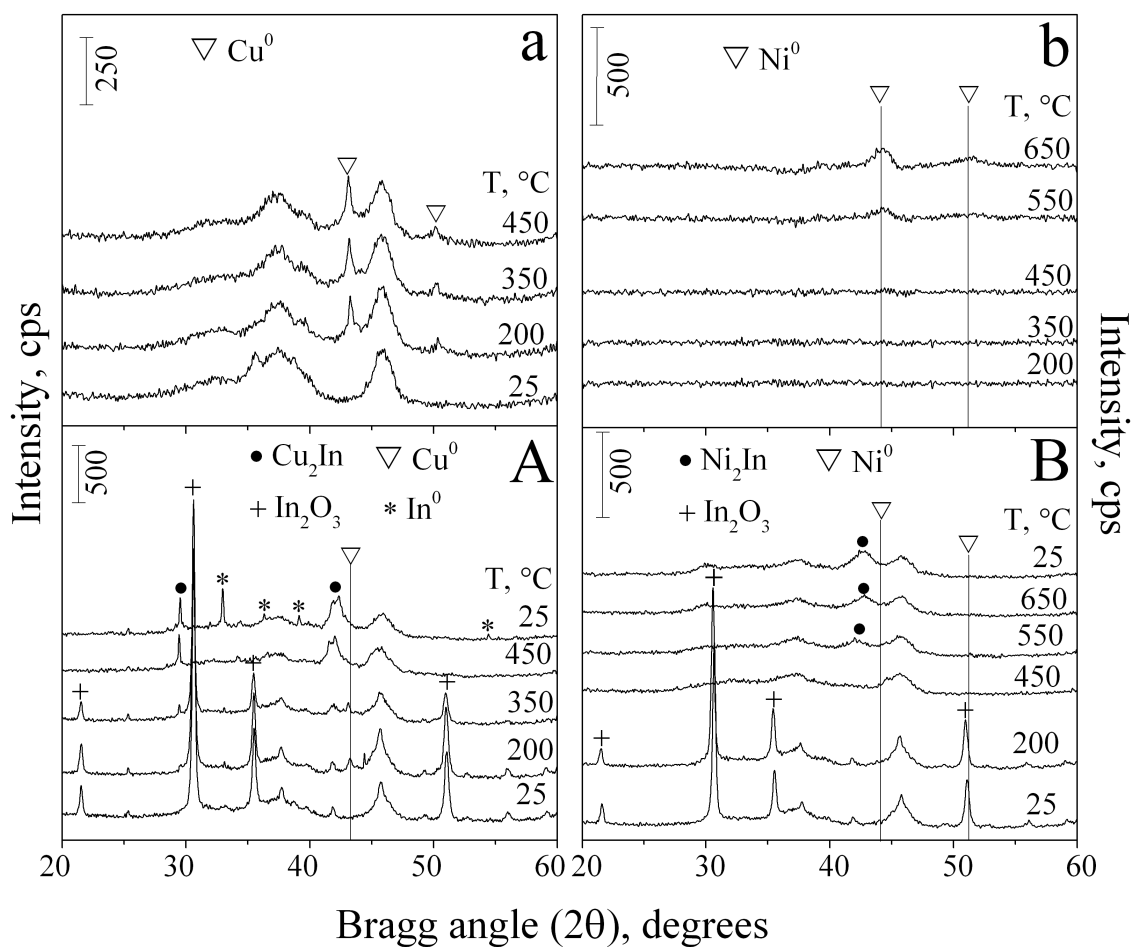 a
250
▽ Cu⁰
T, °C
450
350
200
25
b
500
▽ Ni⁰
T, °C
650
550
450
350
200
A
500
● Cu₂In ▽ Cu⁰
+ In₂O₃ * In⁰
T, °C
25
450
350
200
25
B
500
● Ni₂In ▽ Ni⁰
+ In₂O₃
T, °C
25
650
550
450
200
25
20 30 40 50 60
20 30 40 50 60
Intensity, cps
Intensity, cps
Bragg angle (2θ), degrees